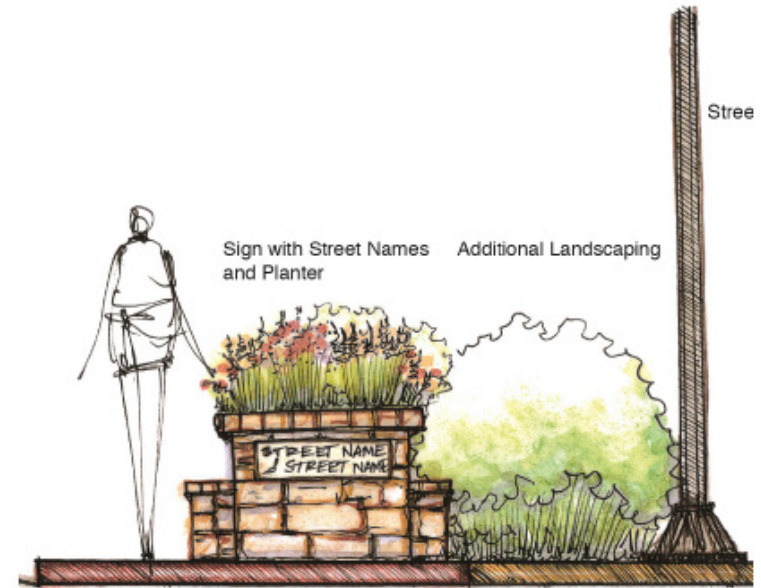 Stree
Sign with Street Names
and Planter
Additional Landscaping
STREET NAME
STREET NAME